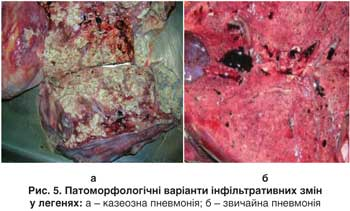 а б
Рис. 5. Патоморфологічні варіанти інфільтративних змін
у легенях: а – казеозна пневмонія; б – звичайна пневмонія